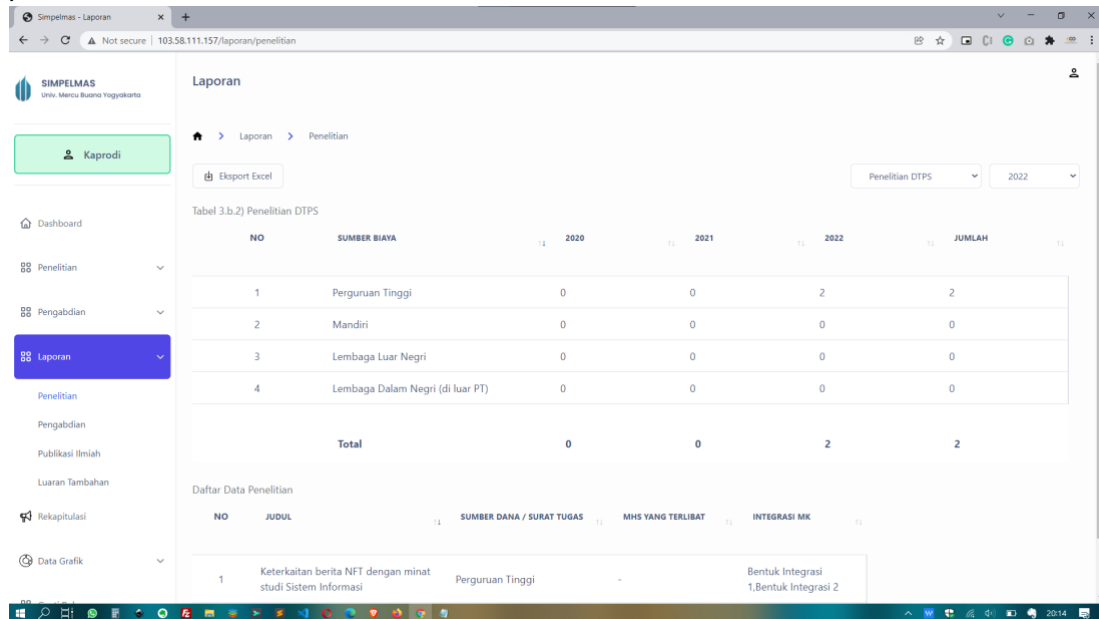 Simpelmas - Laporan
Not secure | 103.58.111.157/laporan/penelitian
SIMPELMAS
Univ. Mercu Buana Yogyakarta
Kaprodi
Dashboard
Penelitian
Pengabdian
Laporan
Penelitian
Pengabdian
Publikasi Ilmiah
Luaran Tambahan
Rekapitulasi
Data Grafik
Laporan
Laporan > Penelitian
Eksport Excel
Penelitian DTPS 2022
Tabel 3.b.2) Penelitian DTPS
NO SUMBER BIAYA 2020 2021 2022 JUMLAH
1 Perguruan Tinggi 0 0 2 2
2 Mandiri 0 0 0 0
3 Lembaga Luar Negri 0 0 0 0
4 Lembaga Dalam Negri (di luar PT) 0 0 0 0
Total 0 0 2 2
Daftar Data Penelitian
NO JUDUL SUMBER DANA / SURAT TUGAS MHS YANG TERLIBAT INTEGRASI MK
1 Keterkaitan berita NFT dengan minat studi Sistem Informasi Perguruan Tinggi - Bentuk Integrasi 1,Bentuk Integrasi 2
20:14